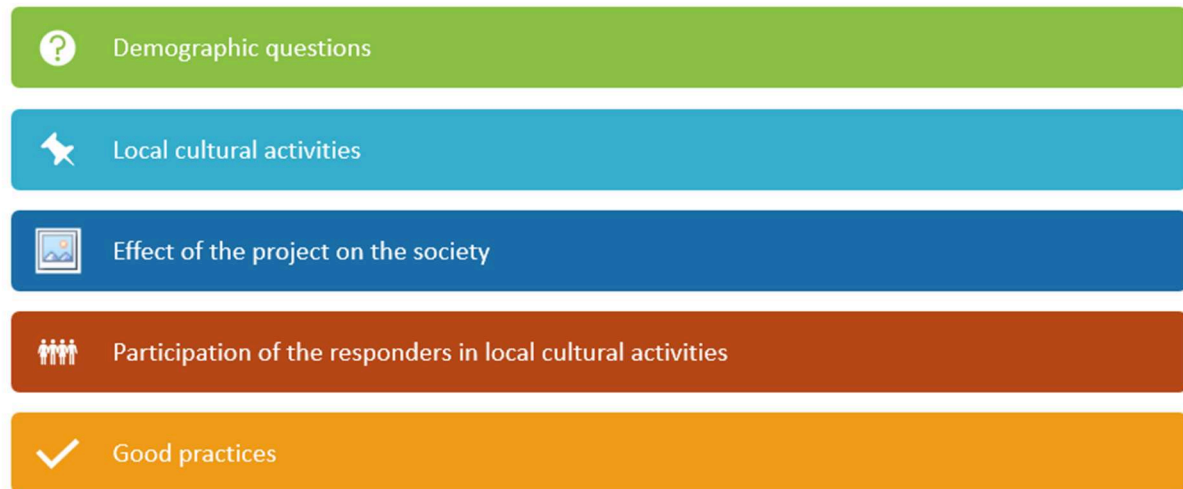 Demographic questions
Local cultural activities
Effect of the project on the society
Participation of the responders in local cultural activities
Good practices